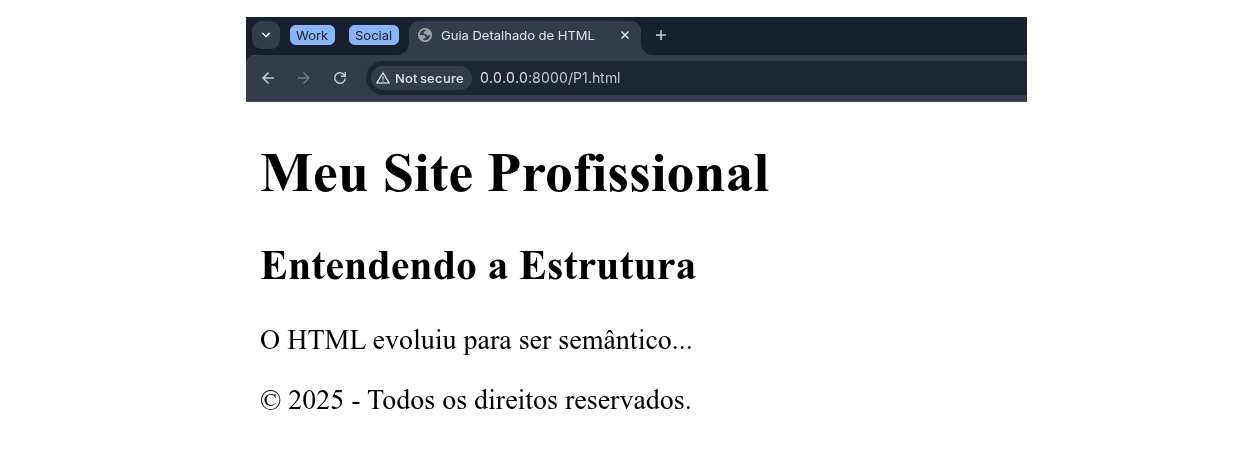 Work Social Guia Detalhado de HTML
Not secure 0.0.0.0:8000/P1.html
Meu Site Profissional
Entendendo a Estrutura
O HTML evoluiu para ser semântico...
© 2025 - Todos os direitos reservados.